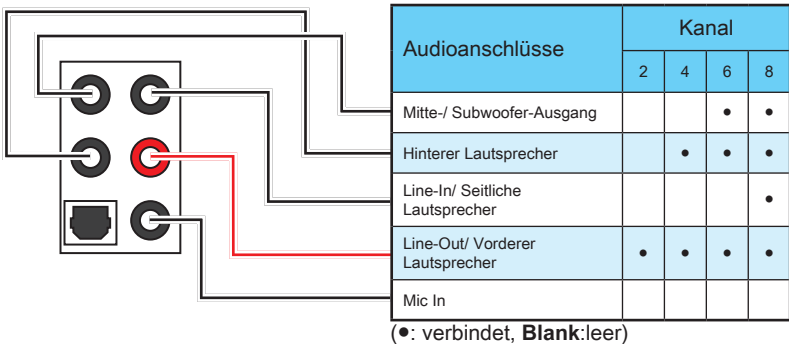 Audioanschlüsse
Kanal
2 4 6 8
Mitte-/ Subwoofer-Ausgang ● ●
Hinterer Lautsprecher ● ● ●
Line-In/ Seitliche
Lautsprecher ●
Line-Out/ Vorderer
Lautsprecher ● ● ● ●
Mic In
(●: verbindet, Blank:leer)